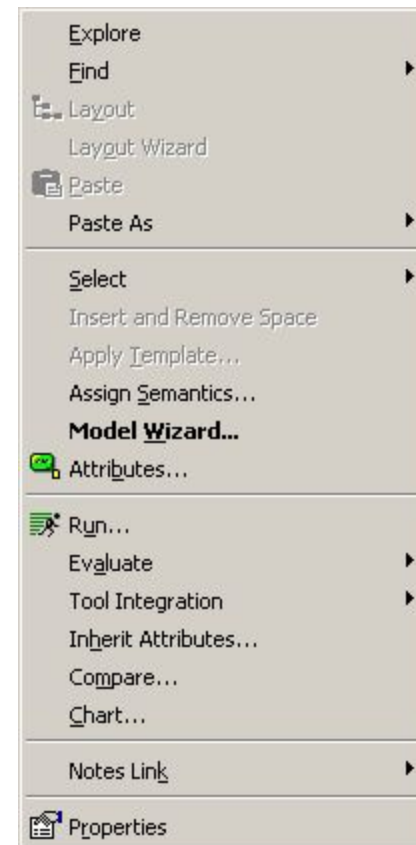 Explore
Find
Layout
Layout Wizard
Paste
Paste As
Select
Insert and Remove Space
Apply Template...
Assign Semantics...
Model Wizard...
Attributes...
Run...
Evaluate
Tool Integration
Inherit Attributes...
Compare...
Chart...
Notes Link
Properties